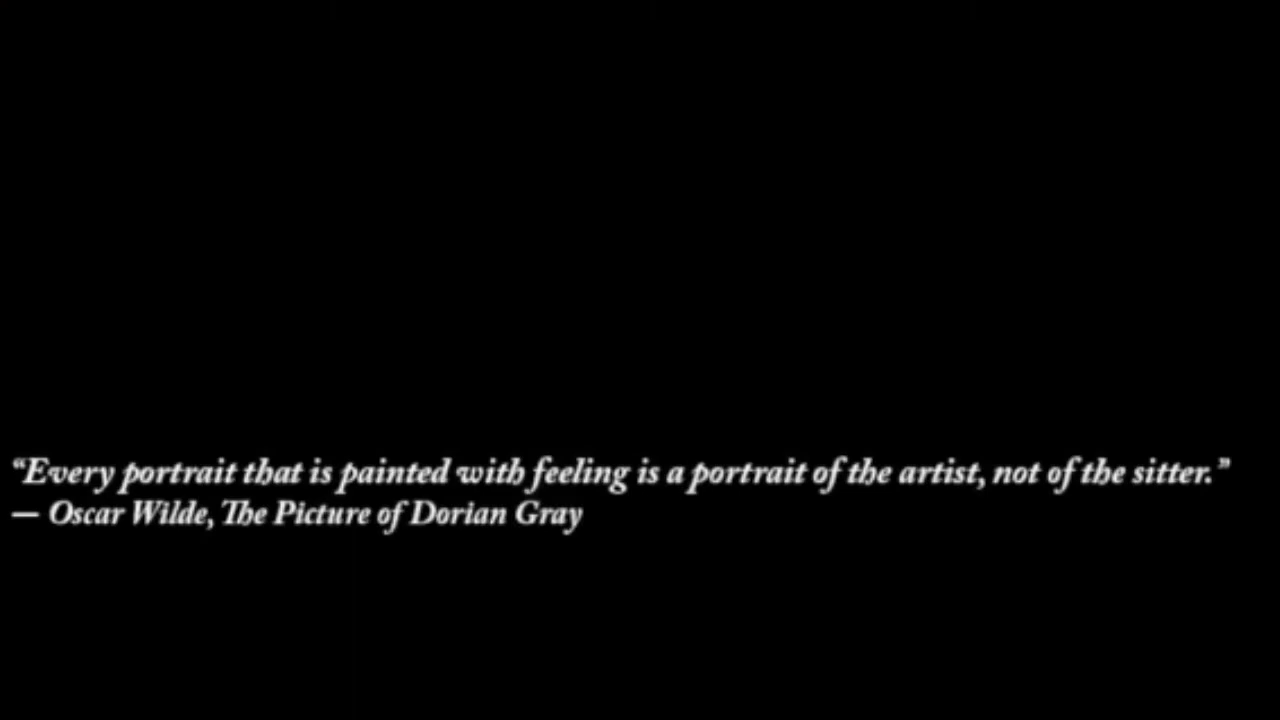 “Every portrait that is painted with feeling is a portrait of the artist, not of the sitter.”
— Oscar Wilde, The Picture of Dorian Gray